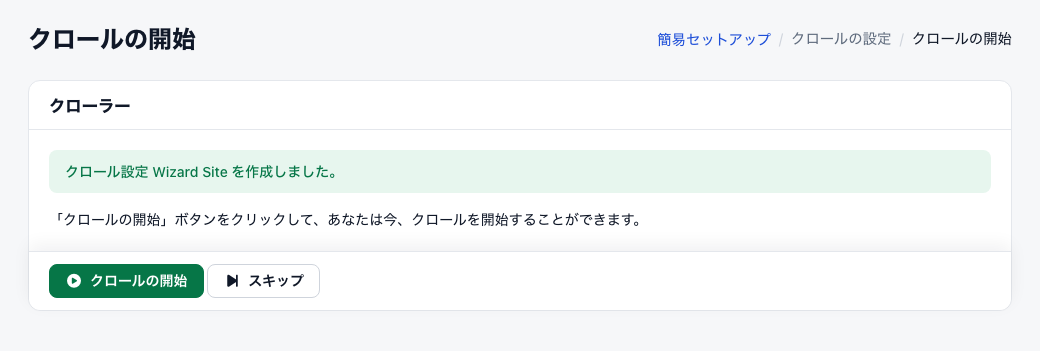 クロールの開始
簡易セットアップ / クロールの設定 / クロールの開始
クローラー
クロール設定 Wizard Site を作成しました。
「クロールの開始」ボタンをクリックして、あなたは今、クロールを開始することができます。
クロールの開始 スキップ